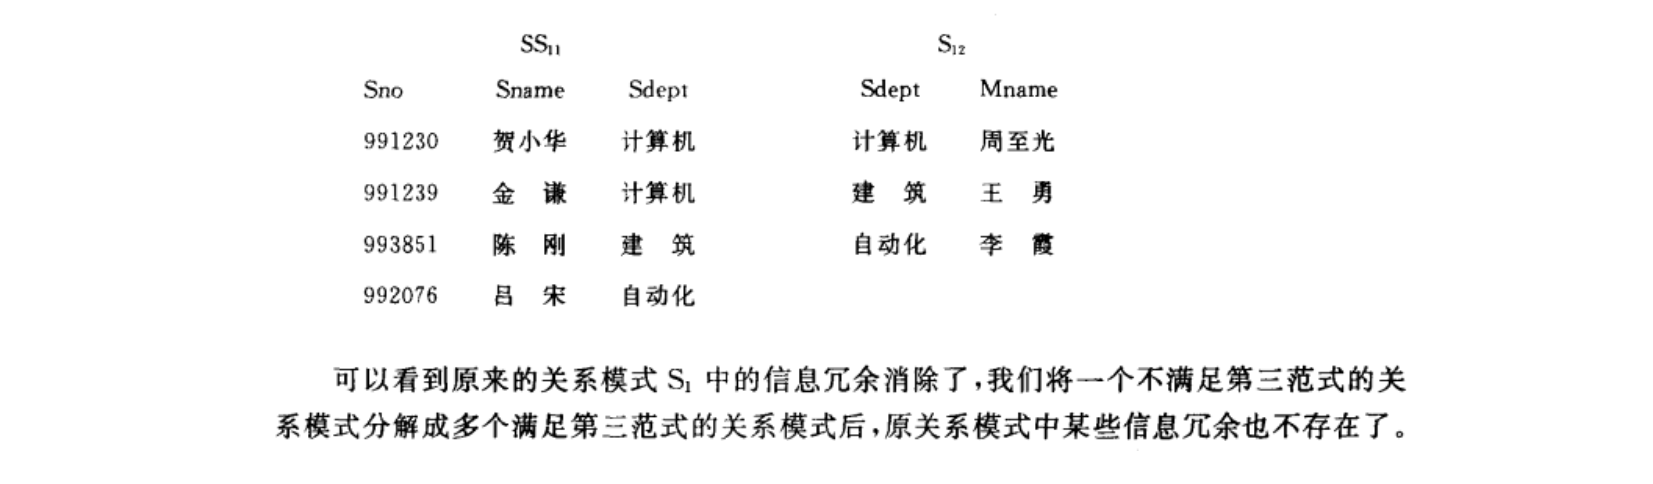 SS₁₁ S₁₂
Sno Sname Sdept Sdept Mname
991230 贺小华 计算机 计算机 周至光
991239 金 谦 计算机 建 筑 王 勇
993851 陈 刚 建 筑 自动化 李 霞
992076 吕 宋 自动化
可以看到原来的关系模式 S₁ 中的信息冗余消除了,我们将一个不满足第三范式的关
系模式分解成多个满足第三范式的关系模式后,原关系模式中某些信息冗余也不存在了。